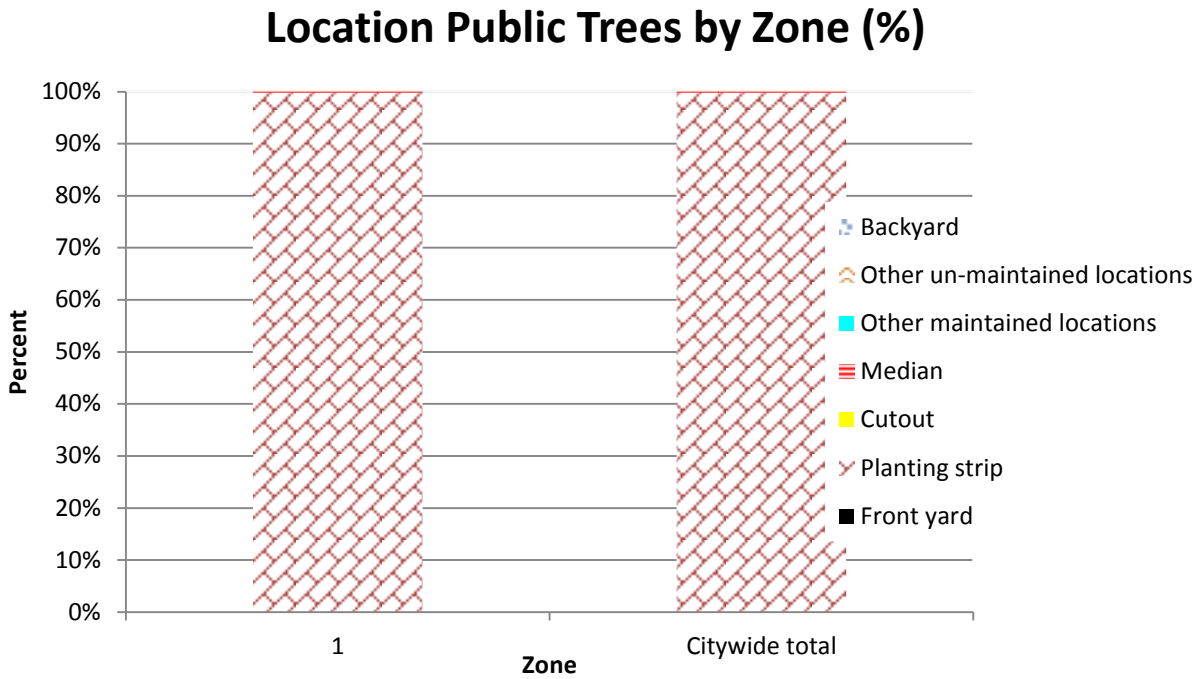 Location Public Trees by Zone (%)
100%
90%
80%
70%
60%
50%
40%
30%
20%
10%
0%
Percent
1
Citywide total
Zone
Backyard
Other un-maintained locations
Other maintained locations
Median
Cutout
Planting strip
Front yard